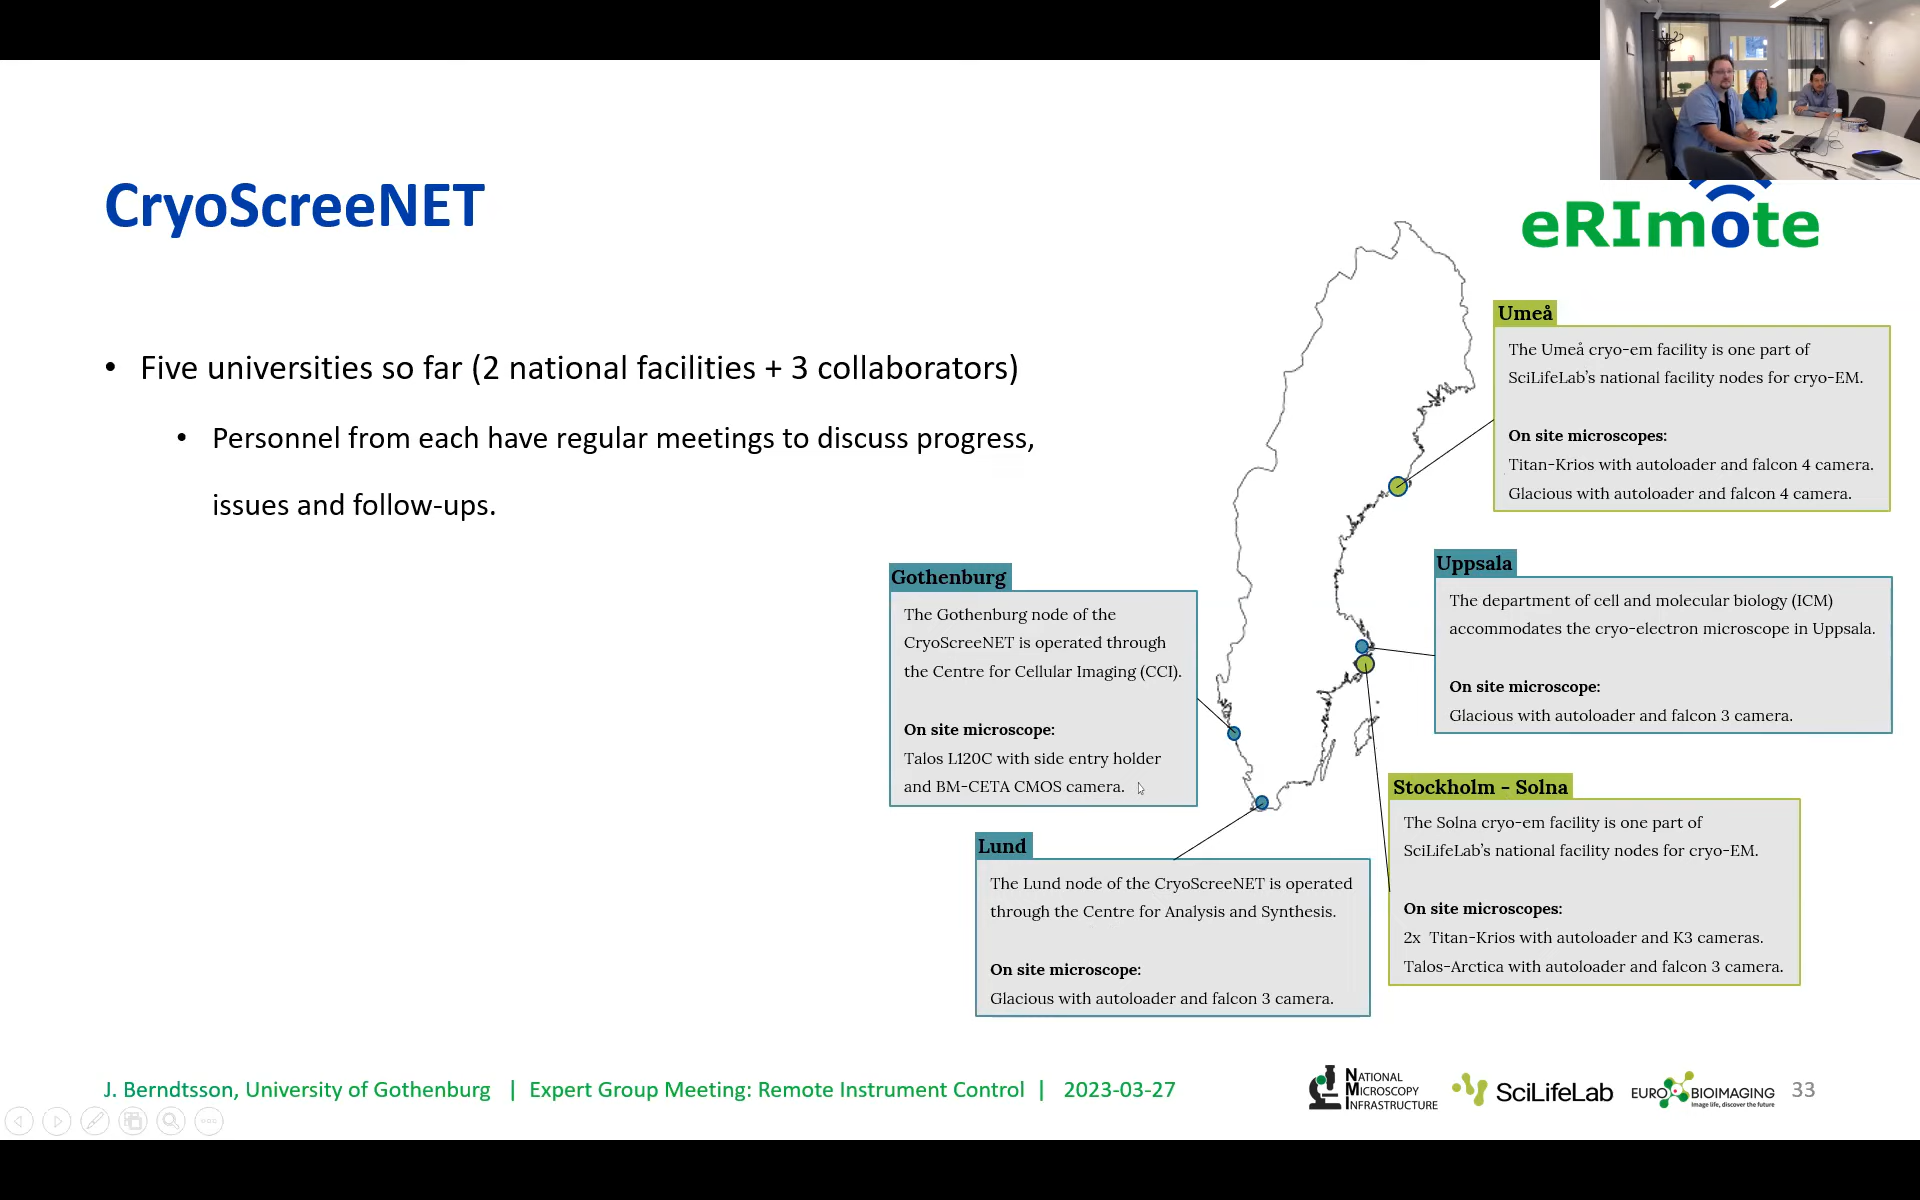 CryoScreeNET
eRImote
• Five universities so far (2 national facilities + 3 collaborators)
• Personnel from each have regular meetings to discuss progress,
issues and follow-ups.
Umeå
The Umeå cryo-em facility is one part of
SciLifeLab's national facility nodes for cryo-EM.
On site microscopes:
Titan-Krios with autoloader and falcon 4 camera.
Glacious with autoloader and falcon 4 camera.
Gothenburg
The Gothenburg node of the
CryoScreeNET is operated through
the Centre for Cellular Imaging (CCI).
On site microscope:
Talos L120C with side entry holder
and BM-CETA CMOS camera.
Uppsala
The department of cell and molecular biology (ICM)
accommodates the cryo-electron microscope in Uppsala.
On site microscope:
Glacious with autoloader and falcon 3 camera.
Lund
The Lund node of the CryoScreeNET is operated
through the Centre for Analysis and Synthesis.
On site microscope:
Glacious with autoloader and falcon 3 camera.
Stockholm - Solna
The Solna cryo-em facility is one part of
SciLifeLab's national facility nodes for cryo-EM.
On site microscopes:
2x Titan-Krios with autoloader and K3 cameras.
Talos-Arctica with autoloader and falcon 3 camera.
J. Berndtsson, University of Gothenburg | Expert Group Meeting: Remote Instrument Control | 2023-03-27
NATIONAL
MICROSCOPY
INFRASTRUCTURE
SciLifeLab
EURO BIOIMAGING
Image life, discover the future
33